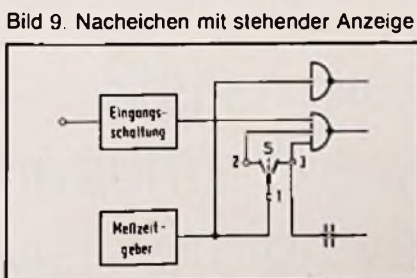 Bild 9. Nacheichen mit stehender Anzeige
Eingangs-
schaltung
S
2
3
1
Meßzeit-
geber